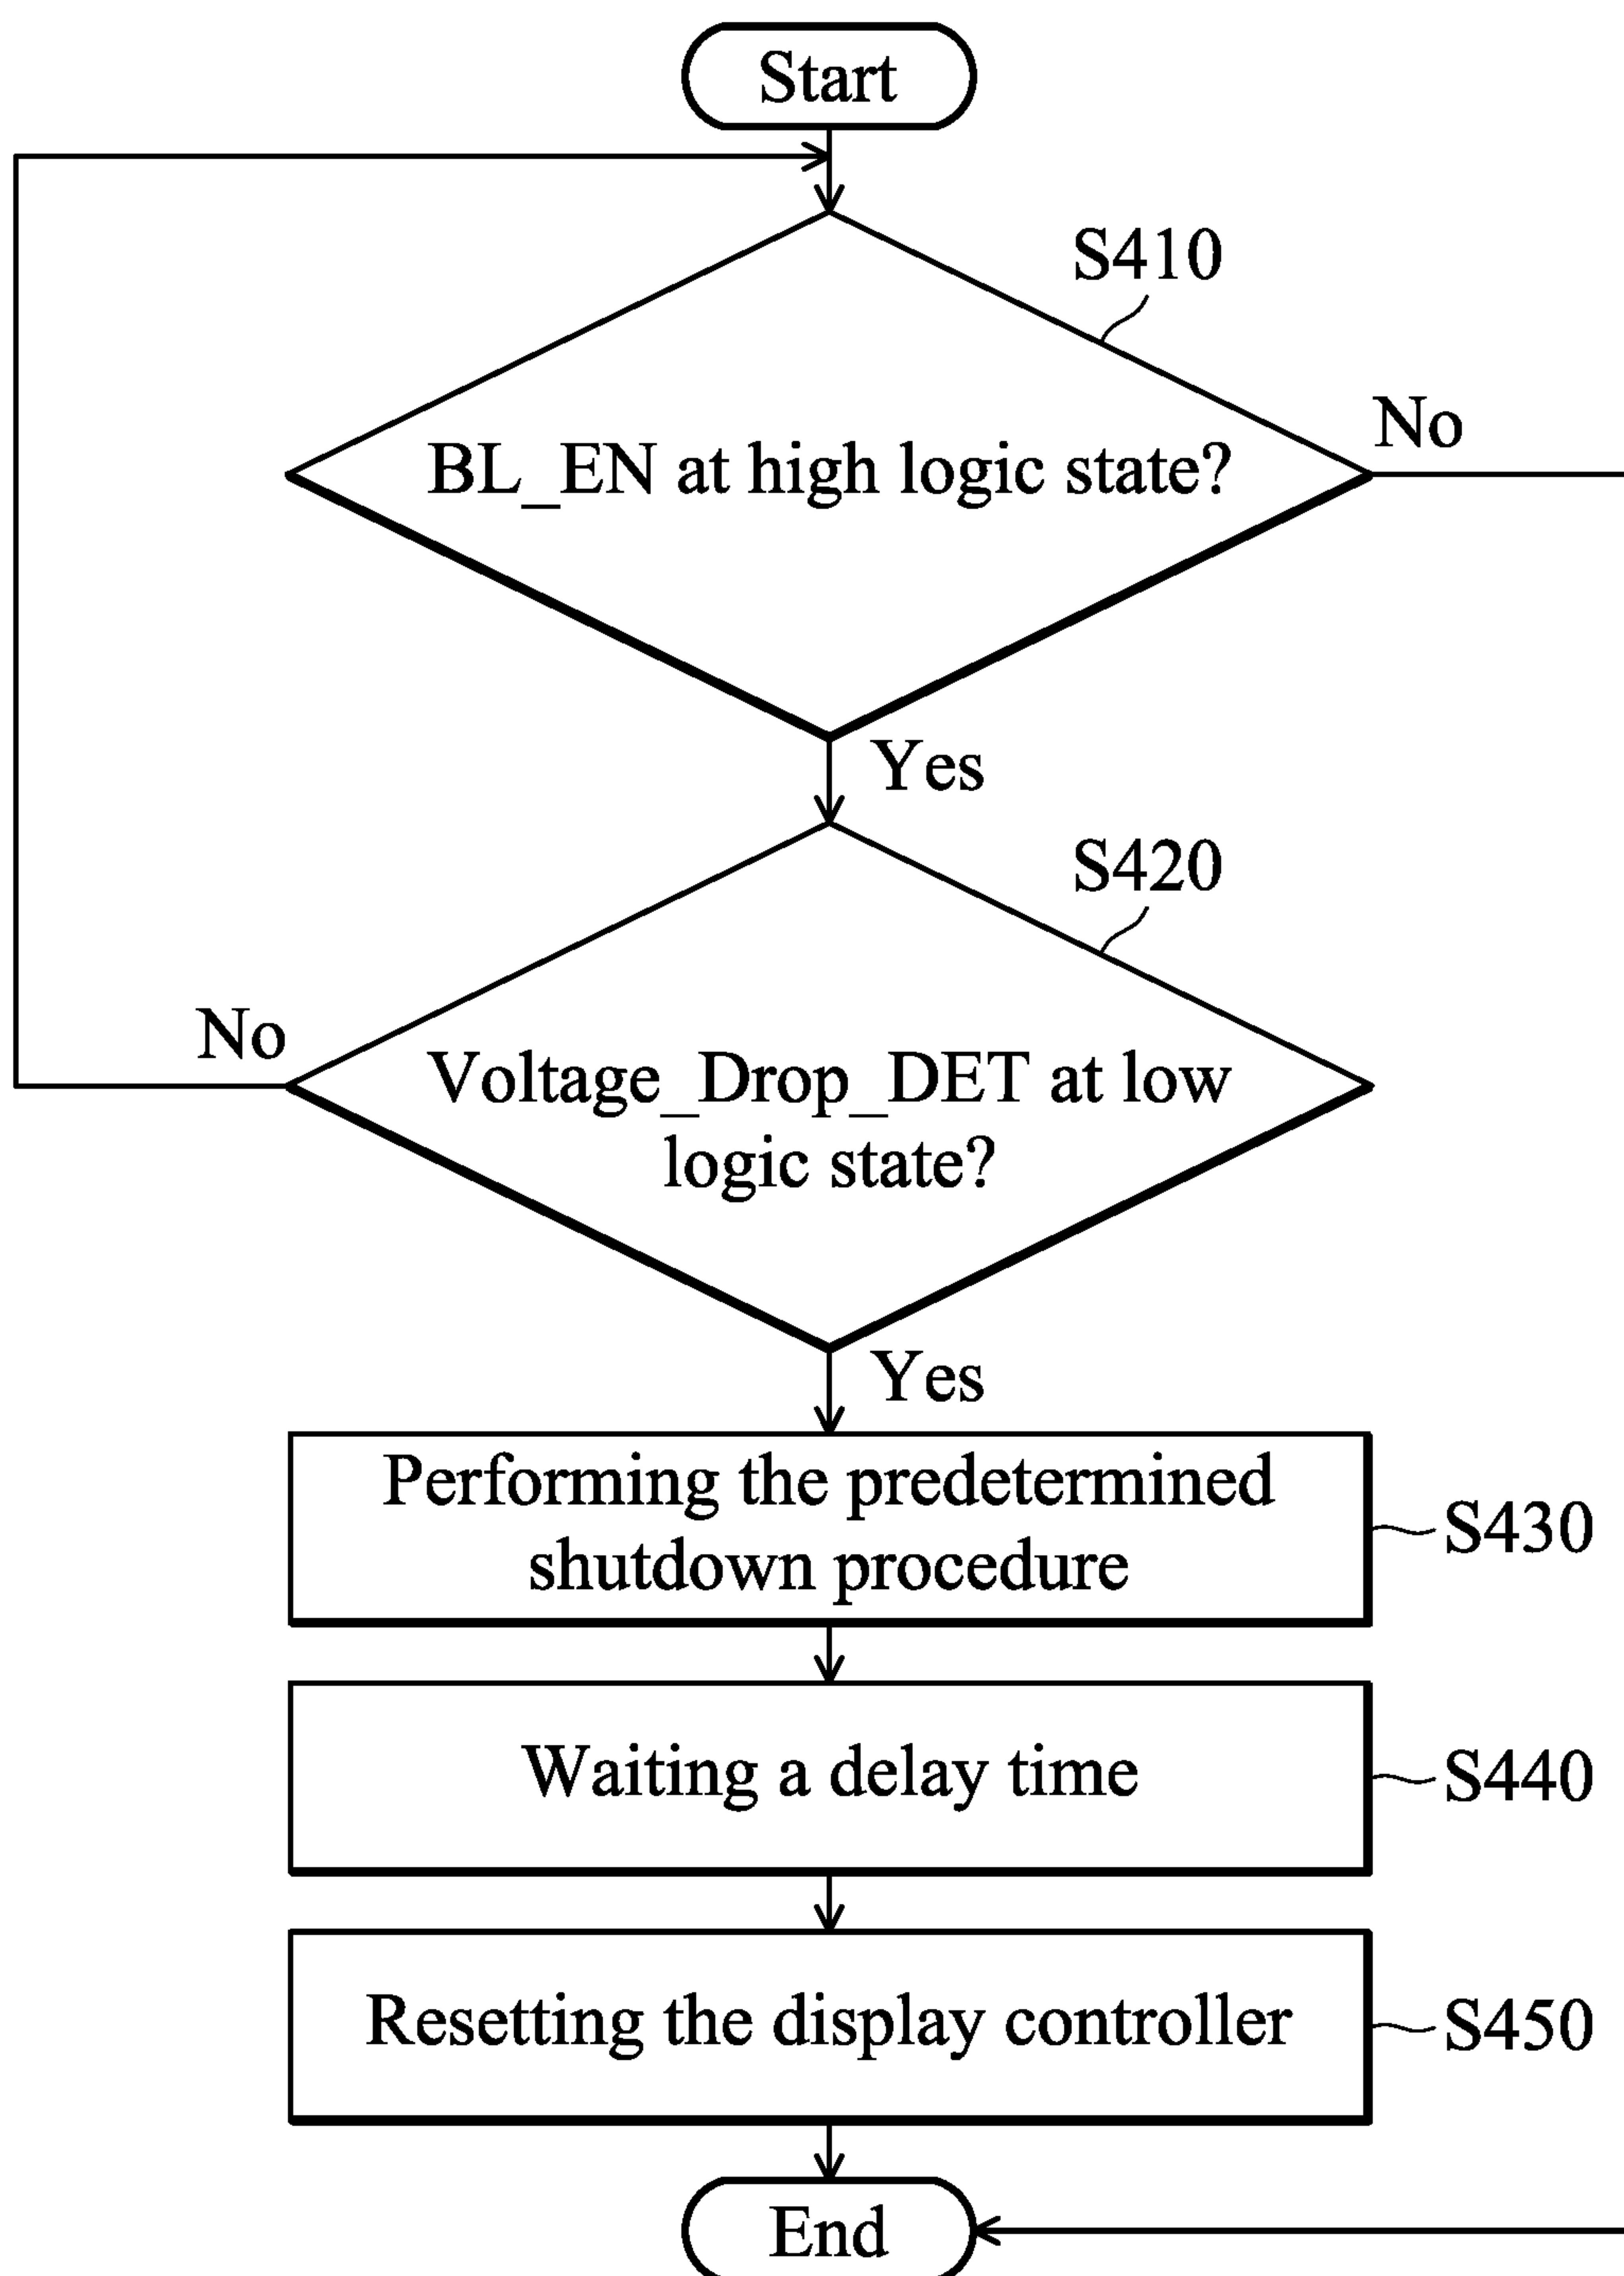 Start
S410
No
BL_EN at high logic state?
Yes
S420
No
Voltage_Drop_DET at low
logic state?
Yes
Performing the predetermined
shutdown procedure
S430
Waiting a delay time
S440
Resetting the display controller
S450
End